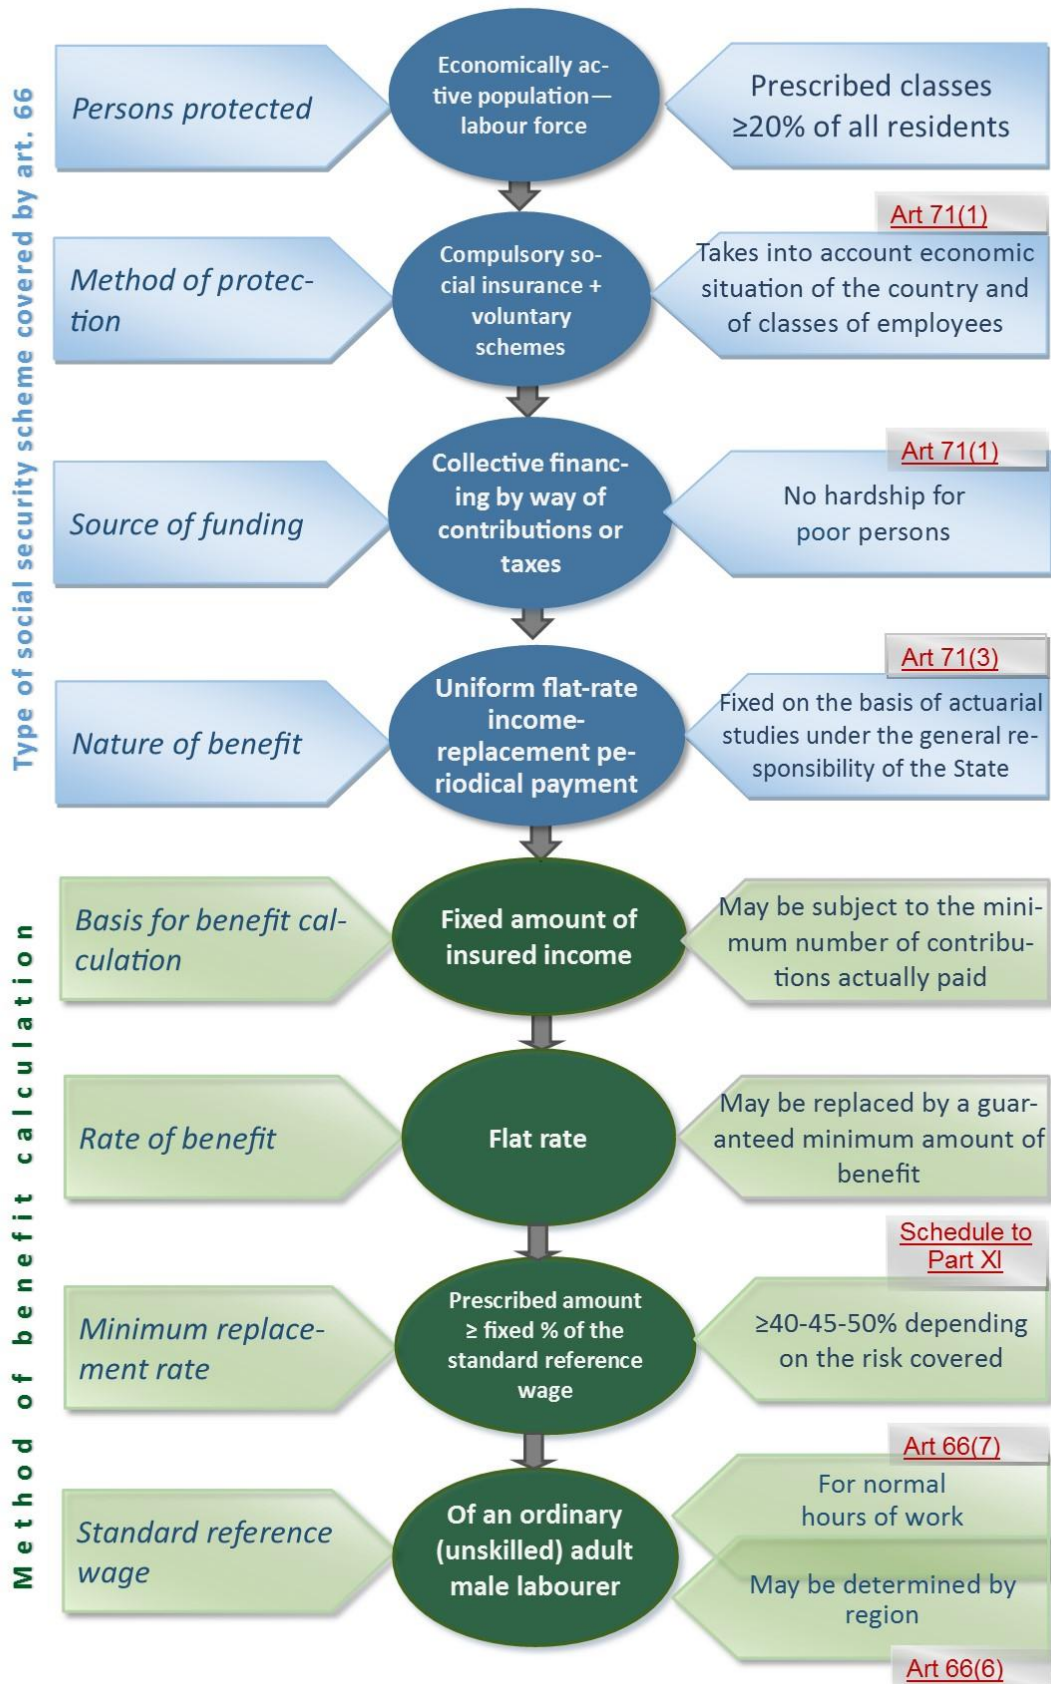 Type of social security scheme covered by art. 66
Persons protected
Economically ac-
tive population—
labour force
Prescribed classes
≥20% of all residents
Method of protec-
tion
Compulsory so-
cial insurance +
voluntary
schemes
Art 71(1)
Takes into account economic
situation of the country and
of classes of employees
Source of funding
Collective financ-
ing by way of
contributions or
taxes
Art 71(1)
No hardship for
poor persons
Nature of benefit
Uniform flat-rate
income-
replacement pe-
riodical payment
Art 71(3)
Fixed on the basis of actuarial
studies under the general re-
sponsibility of the State
Method of benefit calculation
Basis for benefit cal-
culation
Fixed amount of
insured income
May be subject to the mini-
mum number of contribu-
tions actually paid
Rate of benefit
Flat rate
May be replaced by a guar-
anteed minimum amount of
benefit
Minimum replace-
ment rate
Prescribed amount
≥ fixed % of the
standard reference
wage
Schedule to
Part XI
≥40-45-50% depending
on the risk covered
Standard reference
wage
Of an ordinary
(unskilled) adult
male labourer
Art 66(7)
For normal
hours of work
May be determined by
region
Art 66(6)